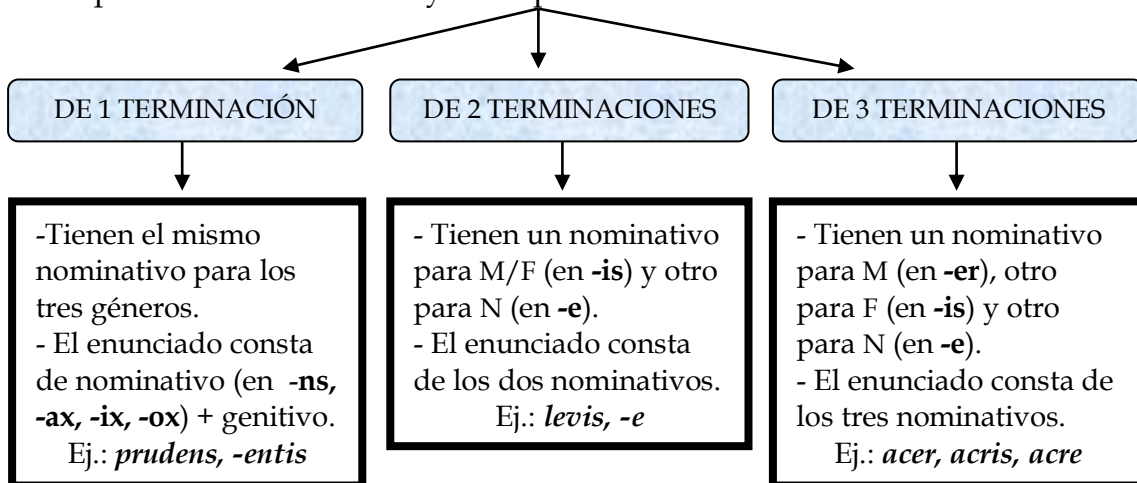 DE 1 TERMINACIÓN
DE 2 TERMINACIONES
DE 3 TERMINACIONES
-Tienen el mismo
nominativo para los
tres géneros.
- El enunciado consta
de nominativo (en -ns,
-ax, -ix, -ox) + genitivo.
Ej.: prudens, -entis
- Tienen un nominativo
para M/F (en -is) y otro
para N (en -e).
- El enunciado consta
de los dos nominativos.
Ej.: levis, -e
- Tienen un nominativo
para M (en -er), otro
para F (en -is) y otro
para N (en -e).
- El enunciado consta de
los tres nominativos.
Ej.: acer, acris, acre